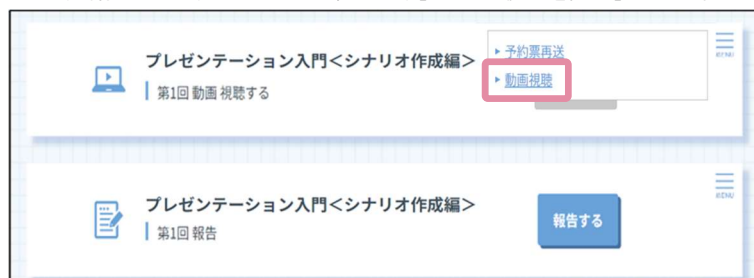 プレゼンテーション入門<シナリオ作成編>
第1回 動画 視聴する
予約票再送
動画視聴
MENU
プレゼンテーション入門<シナリオ作成編>
第1回 報告
報告する
MENU